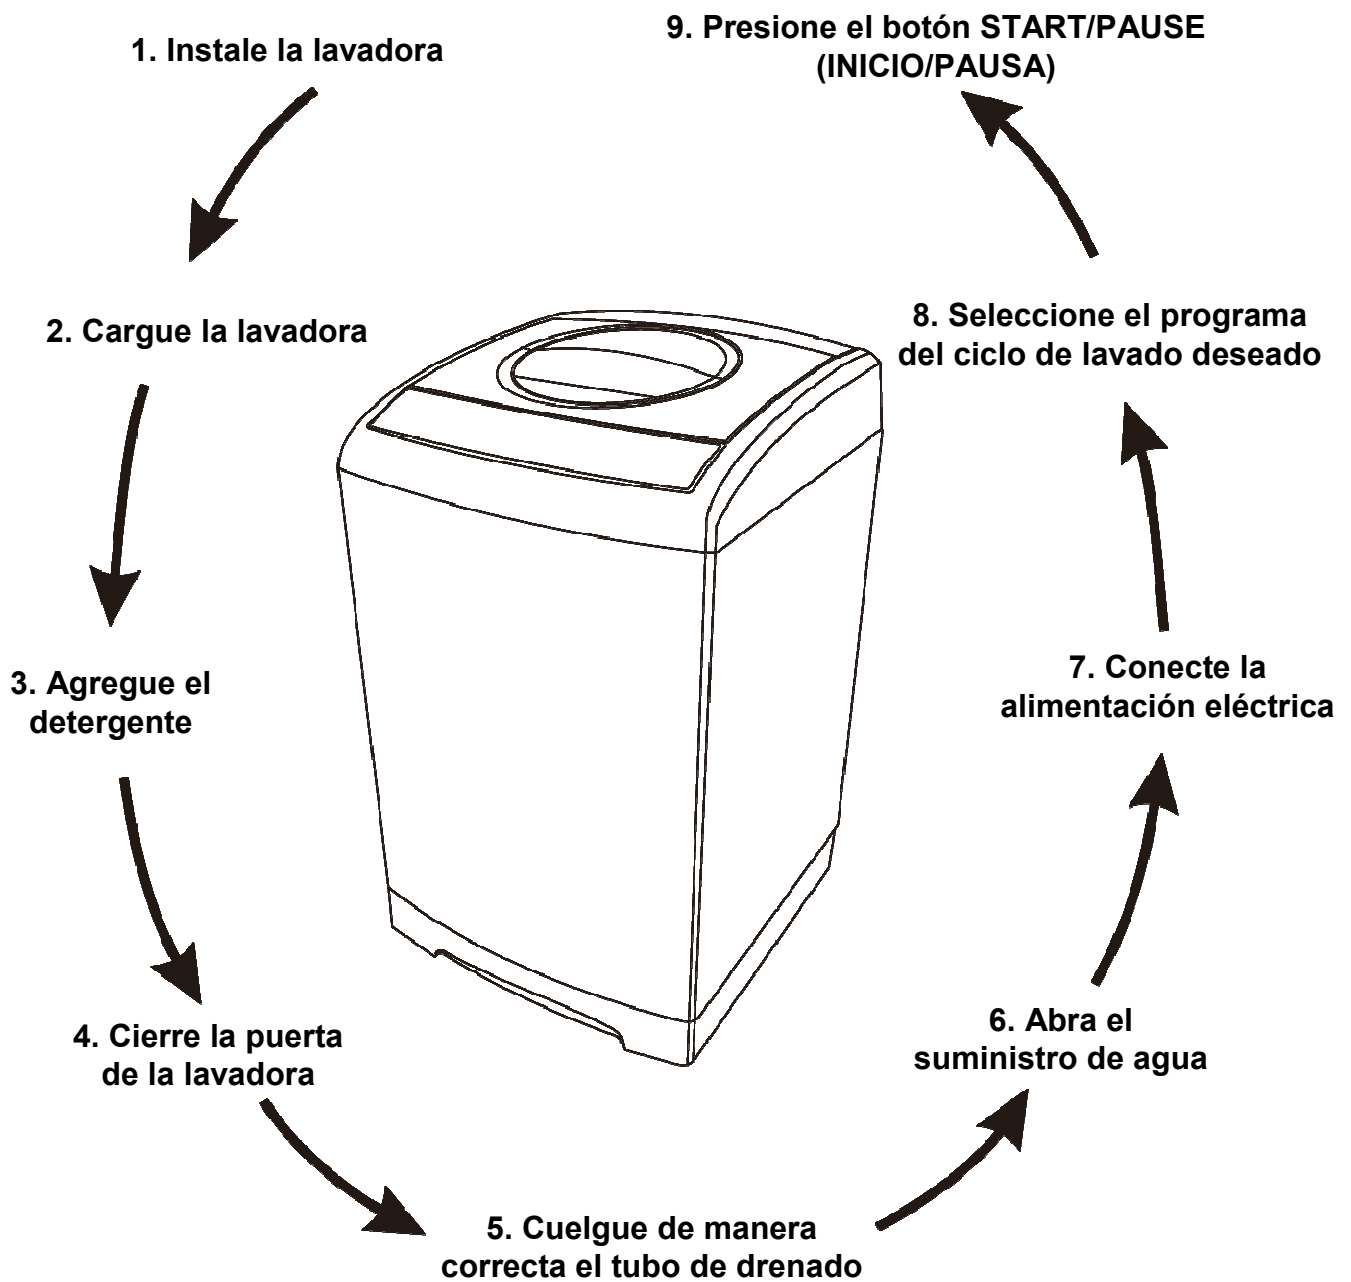 1. Instale la lavadora
2. Cargue la lavadora
3. Agregue el
detergente
4. Cierre la puerta
de la lavadora
5. Cuelgue de manera
correcta el tubo de drenado
6. Abra el
suministro de agua
7. Conecte la
alimentación eléctrica
8. Seleccione el programa
del ciclo de lavado deseado
9. Presione el botón START/PAUSE
(INICIO/PAUSA)